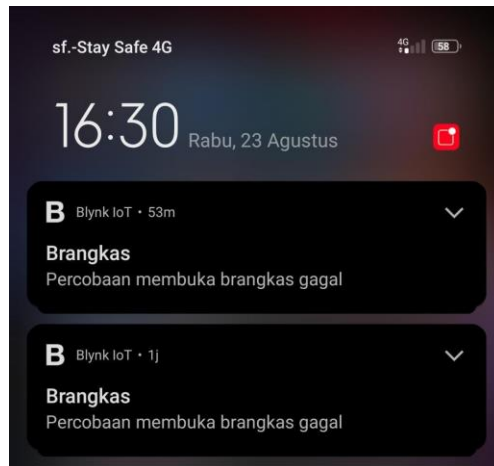 sf.-Stay Safe 4G
4G 58
16:30 Rabu, 23 Agustus
B Blynk IoT • 53m
Brangkas
Percobaan membuka brangkas gagal
B Blynk IoT • 1j
Brangkas
Percobaan membuka brangkas gagal